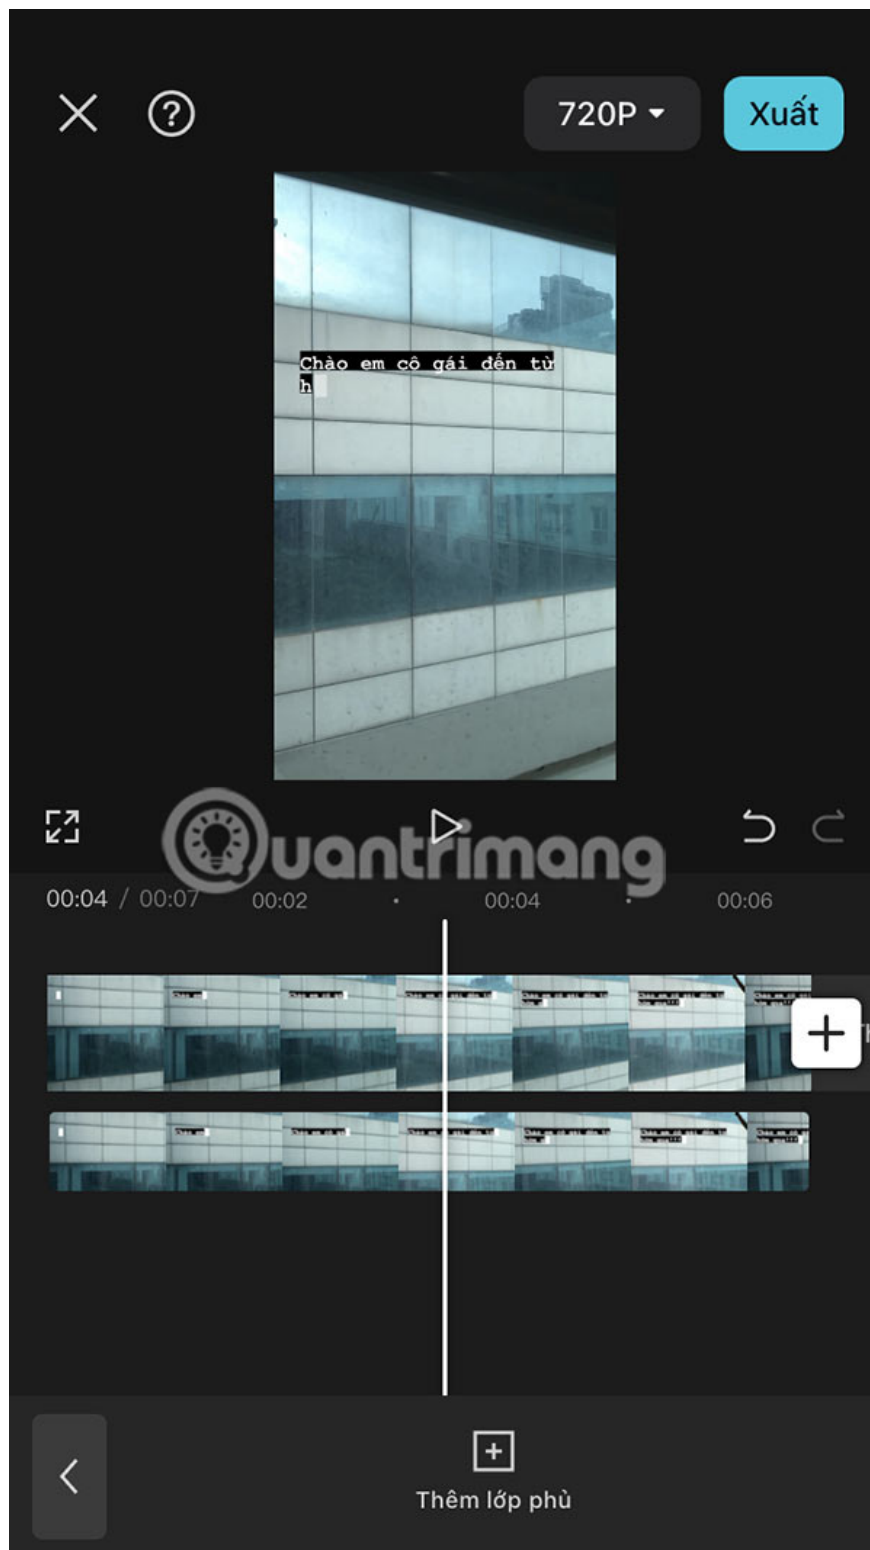 720P
Xuất
Chào em cô gái đến từ
h
Quantrimang
00:04 / 00:07
00:02
00:04
00:06
Thêm lớp phủ